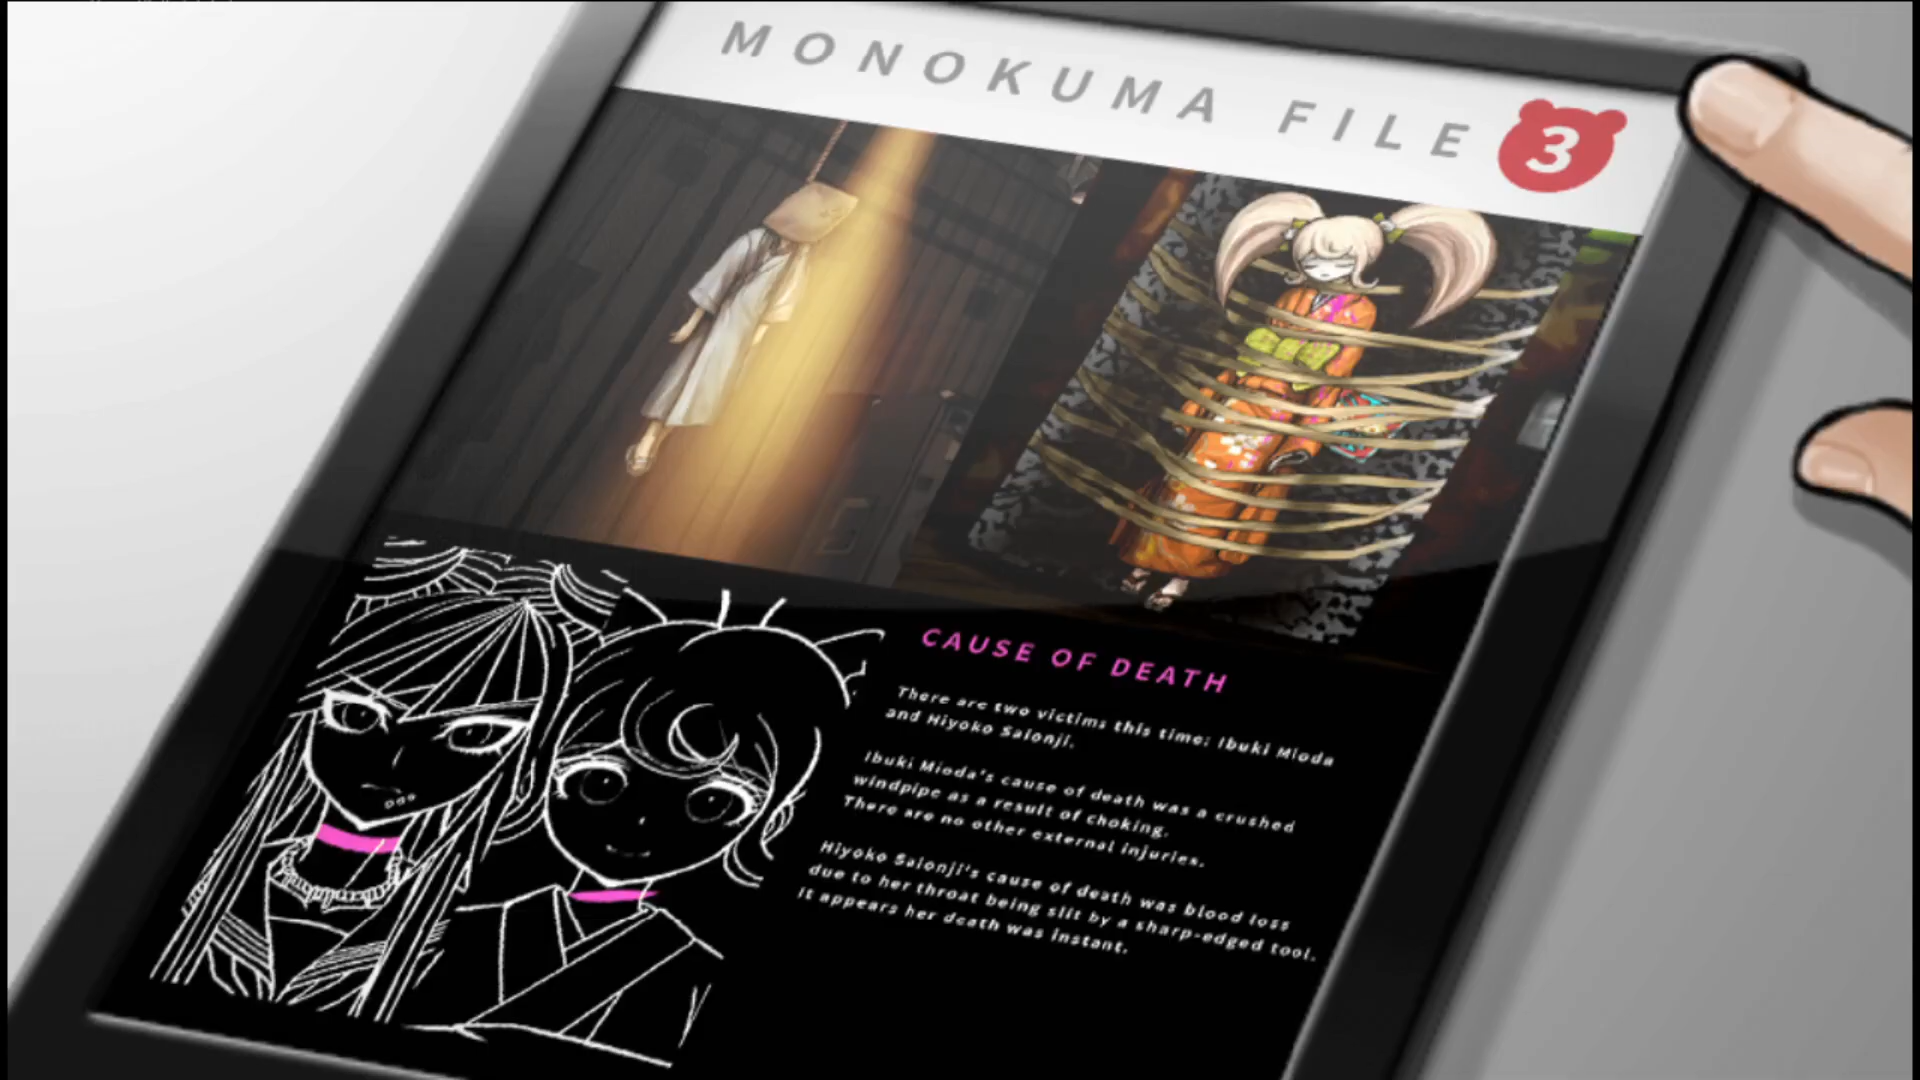 MONOKUMA FILE 3
CAUSE OF DEATH
There are two victims this time: Ibuki Mioda
and Hiyoko Saionji.
Ibuki Mioda's cause of death was a crushed
windpipe as a result of choking.
There are no other external injuries.
Hiyoko Saionji's cause of death was blood loss
due to her throat being slit by a sharp-edged tool.
It appears her death was instant.